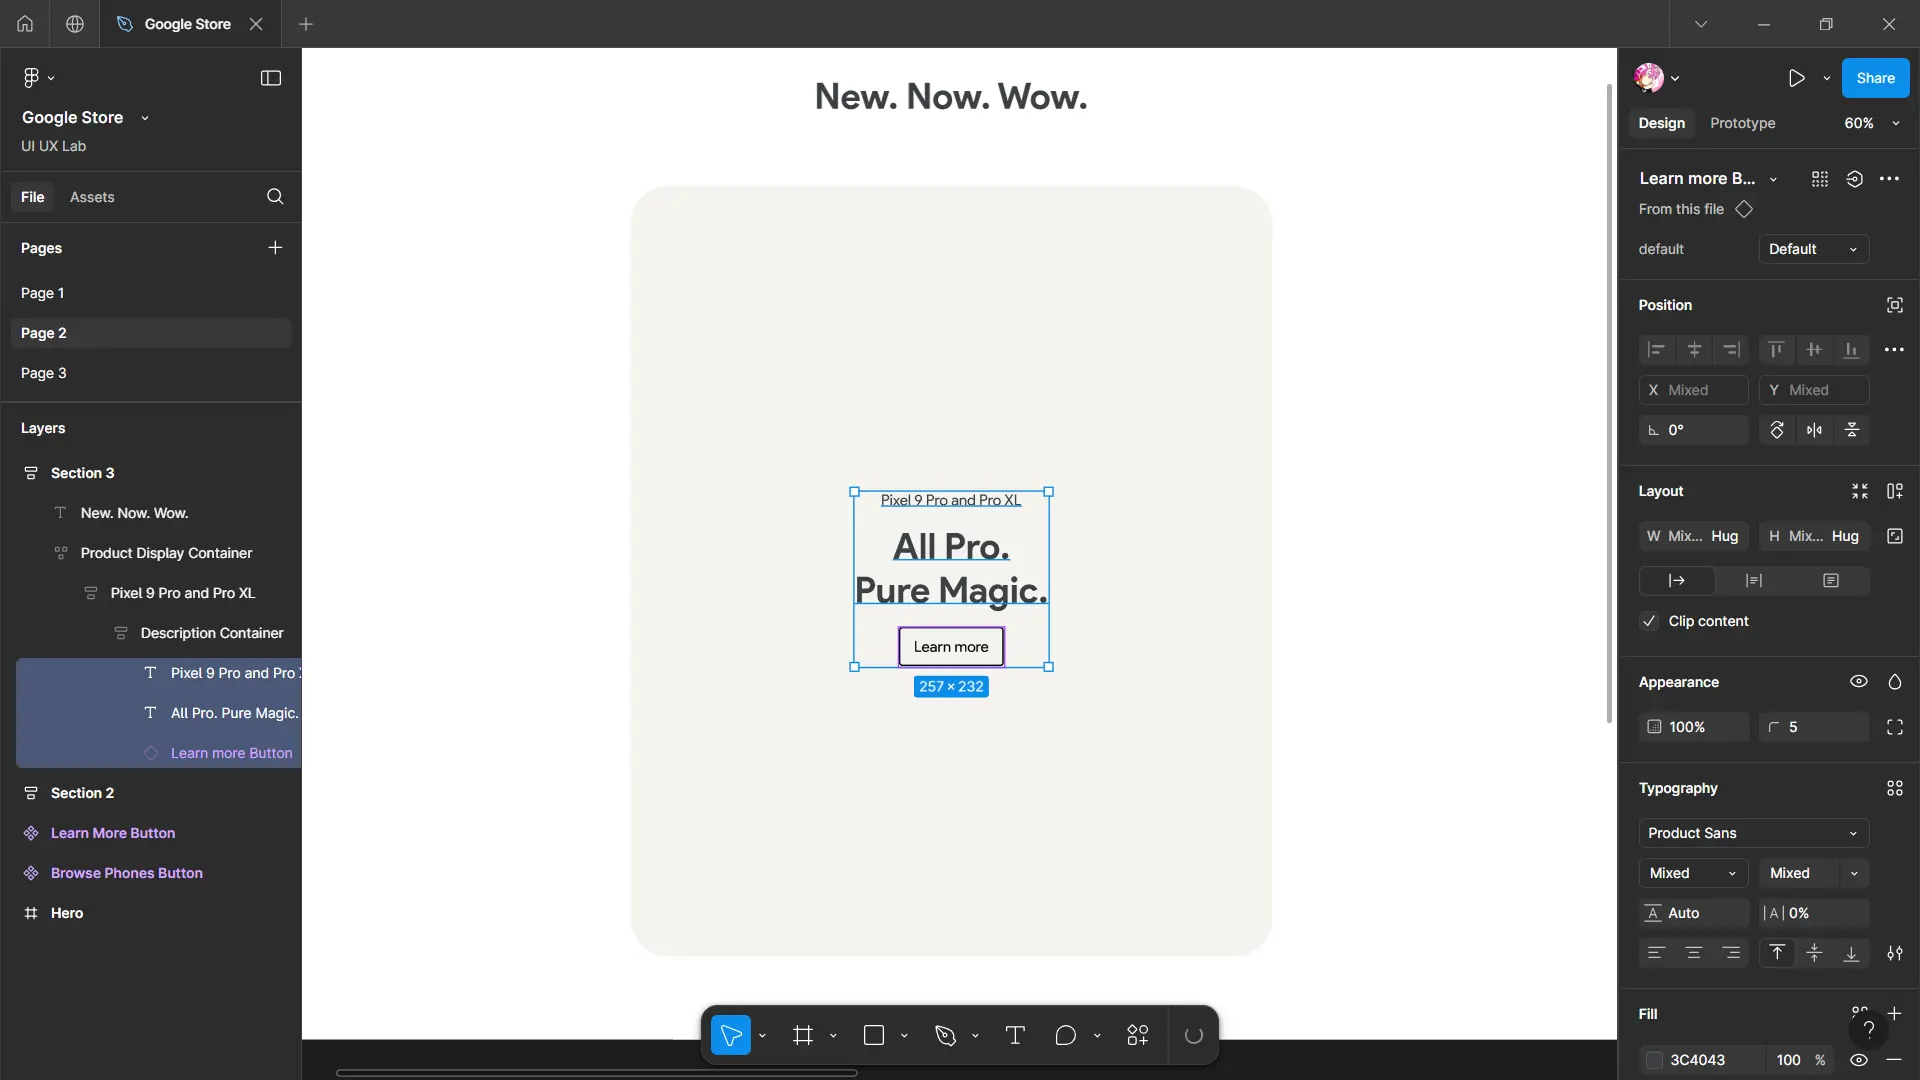 Google Store
Google Store
UI UX Lab
File
Assets
Pages
Page 1
Page 2
Page 3
Layers
Section 3
New. Now. Wow.
Product Display Container
Pixel 9 Pro and Pro XL
Description Container
Pixel 9 Pro and Pro
All Pro. Pure Magic.
Learn more Button
Section 2
Learn More Button
Browse Phones Button
Hero
New. Now. Wow.
Pixel 9 Pro and Pro XL
All Pro.
Pure Magic.
Learn more
257 × 232
Share
Design
Prototype
60%
Learn more B...
From this file
default
Default
Position
X Mixed
Y Mixed
0°
Layout
W Mix... Hug
H Mix... Hug
Clip content
Appearance
100%
5
Typography
Product Sans
Mixed
Mixed
Auto
|A| 0%
Fill
?
3C4043
100 %